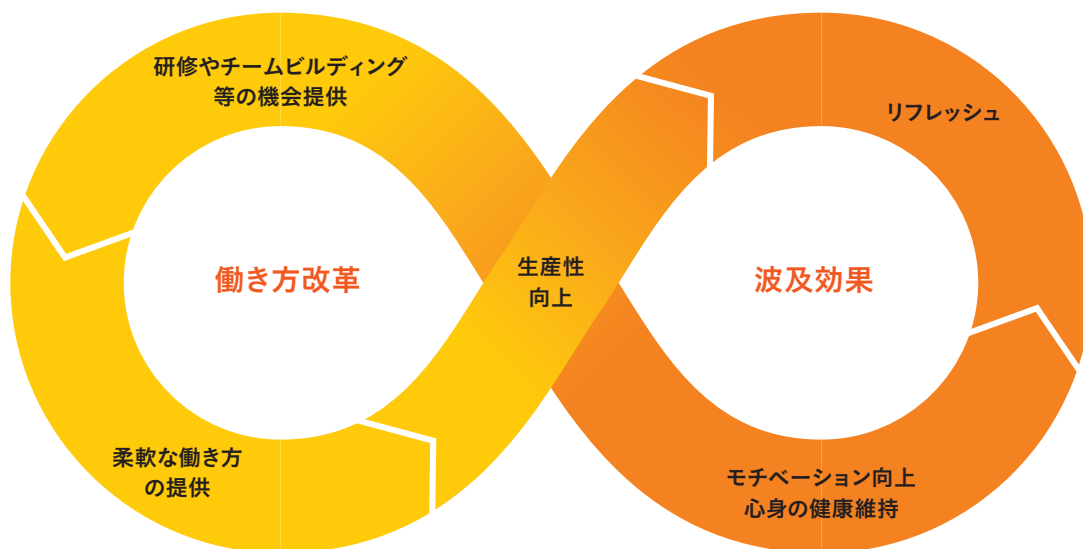 研修やチームビルディング
等の機会提供
リフレッシュ
働き方改革
生産性
向上
波及効果
柔軟な働き方
の提供
モチベーション向上
心身の健康維持